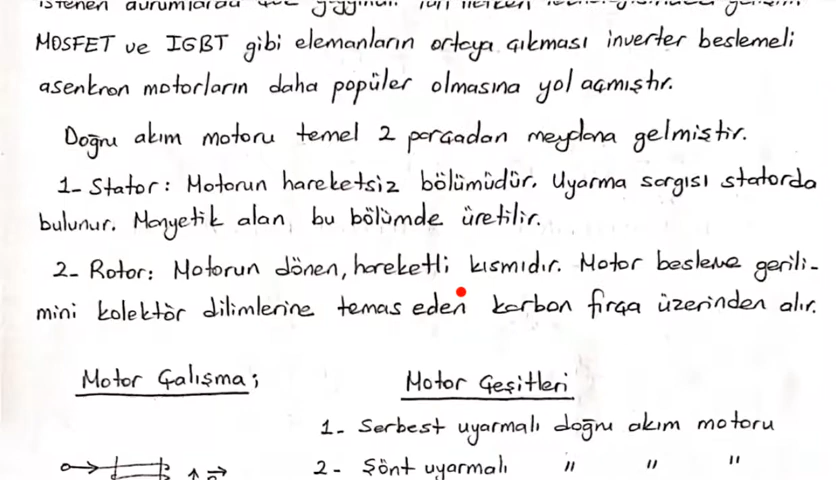 istenen durumlarda
MOSFET ve IGBT gibi elemanların ortaya çıkması inverter beslemeli
asenkron motorların daha popüler olmasına yol açmıştır.
Doğru akım motoru temel 2 parçadan meydana gelmiştir.
1- Stator: Motorun hareketsiz bölümüdür. Uyarma sargısı statorda
bulunur. Manyetik alan, bu bölümde üretilir.
2- Rotor: Motorun dönen, hareketli kısmıdır. Motor besleme gerili-
mini kolektör dilimlerine temas eden karbon fırça üzerinden alır.
Motor Çalışma;
Motor Çeşitleri
1- Serbest uyarmalı doğru akım motoru
2- Şönt uyarmalı " " "